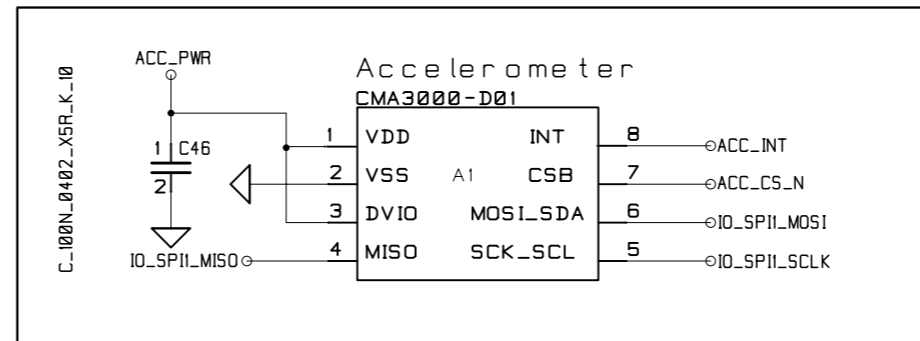 ACC_PWR
Accelerometer
CMA3000-D01
C_100N_0402_X5R_K_10
1 C46
2
1 VDD
2 VSS
3 DVIO
4 MISO
A1
INT 8
CSB 7
MOSI_SDA 6
SCK_SCL 5
IO_SPI1_MISO
ACC_INT
ACC_CS_N
IO_SPI1_MOSI
IO_SPI1_SCLK